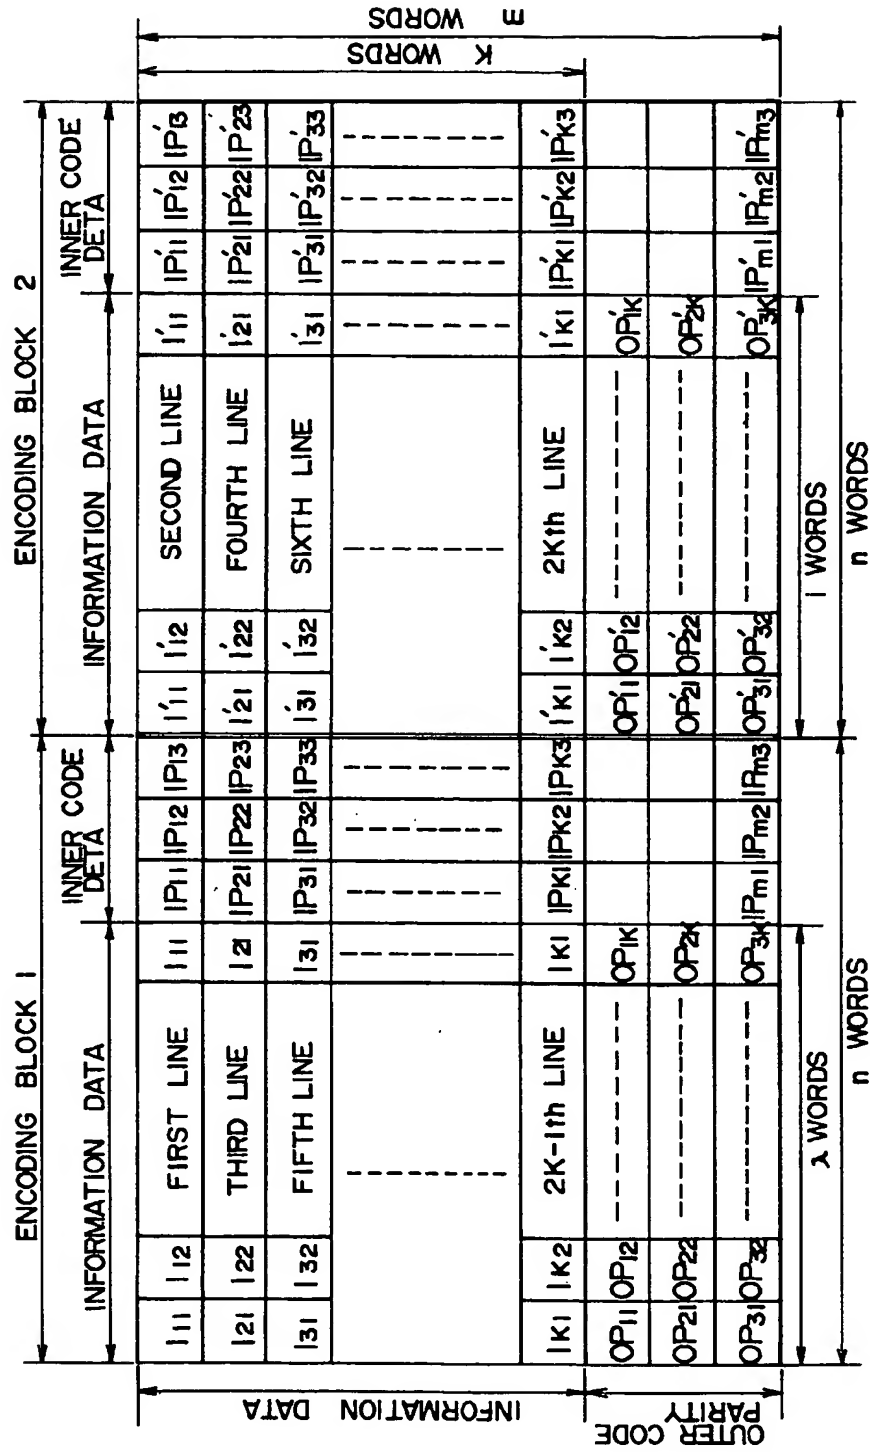 ENCODING BLOCK 1
ENCODING BLOCK 2
INFORMATION DATA
INNER CODE
DETA
INFORMATION DATA
INNER CODE
DETA
I11 I12 FIRST LINE I11 IP11 IP12 IP13 I'11 I'12 SECOND LINE I'11 IP'11 IP'12 IP'13
I21 I22 THIRD LINE I21 IP21 IP22 IP23 I'21 I'22 FOURTH LINE I'21 IP'21 IP'22 IP'23
I31 I32 FIFTH LINE I31 IP31 IP32 IP33 I'31 I'32 SIXTH LINE I'31 IP'31 IP'32 IP'33
IK1 IK2 2K-1th LINE IK1 IPK1 IPK2 IPK3 I'K1 I'K2 2Kth LINE I'K1 IP'K1 IP'K2 IP'K3
OP11 OP12 OP1K OP'11 OP'12 OP'1K
OP21 OP22 OP2K OP'21 OP'22 OP'2K
OP31 OP32 OP3K IPm1 IPm2 IPm3 OP'31 OP'32 OP'3K IP'm1 IP'm2 IP'm3
λ WORDS
l WORDS
n WORDS
n WORDS
INFORMATION DATA
OUTER CODE
PARITY
K WORDS
m WORDS